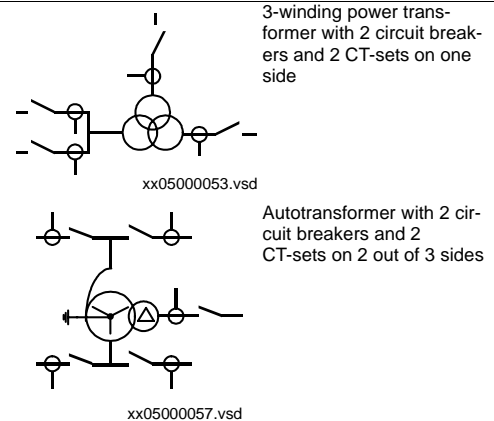 3-winding power trans-
former with 2 circuit break-
ers and 2 CT-sets on one
side
xx05000053.vsd
Autotransformer with 2 cir-
cuit breakers and 2
CT-sets on 2 out of 3 sides
xx05000057.vsd